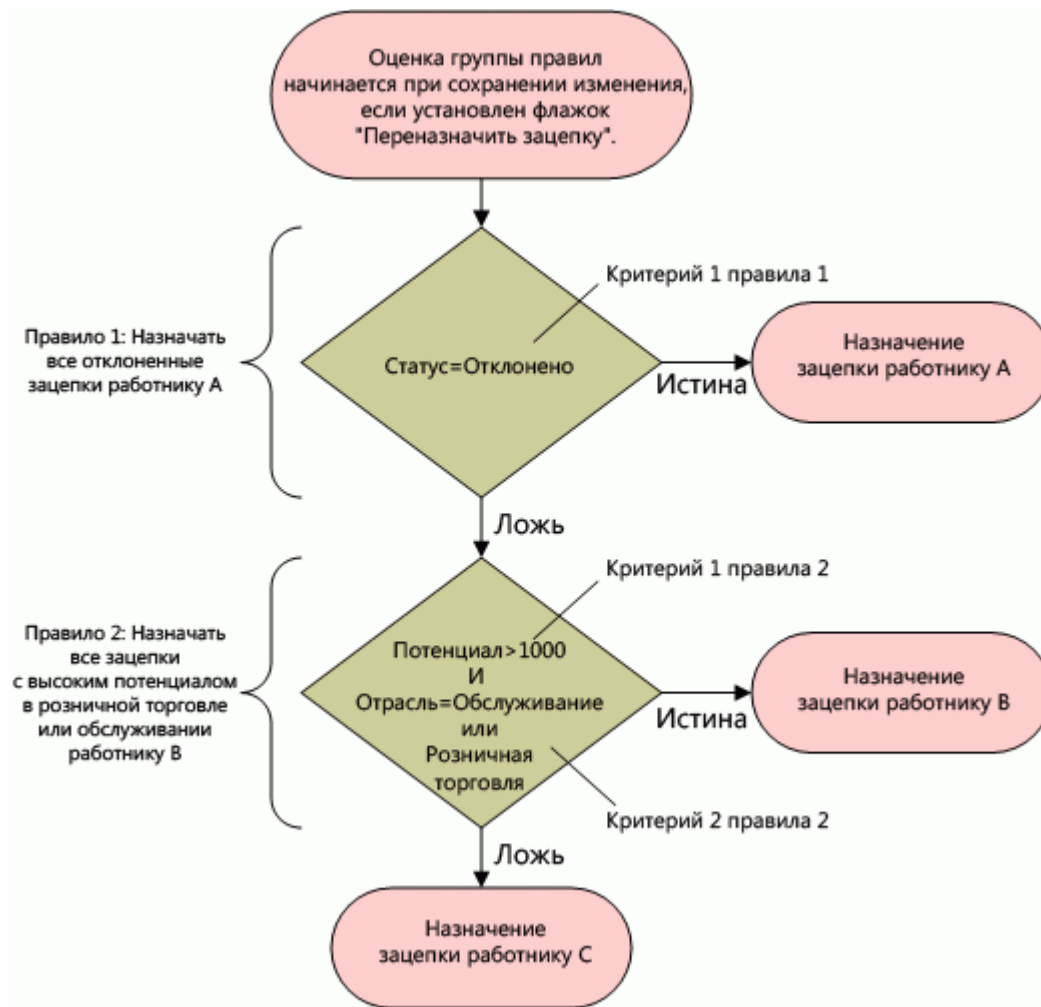 Оценка группы правил
начинается при сохранении изменения,
если установлен флажок
"Переназначить зацепку".
Критерий 1 правила 1
Правило 1: Назначать
все отклоненные
зацепки работнику A
Статус=Отклонено
Истина
Назначение
зацепки работнику A
Ложь
Критерий 1 правила 2
Правило 2: Назначать
все зацепки
с высоким потенциалом
в розничной торговле
или обслуживании
работнику B
Потенциал>1000
И
Отрасль=Обслуживание
или
Розничная
торговля
Истина
Назначение
зацепки работнику B
Критерий 2 правила 2
Ложь
Назначение
зацепки работнику C